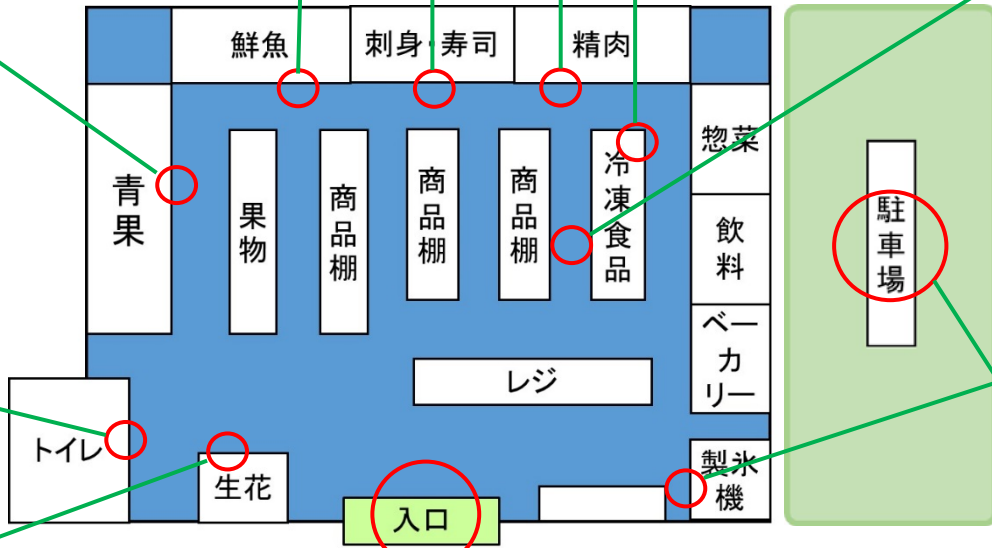 鮮魚
刺身・寿司
精肉
惣菜
青果
果物
商品棚
商品棚
商品棚
冷凍食品
飲料
駐車場
ベーカリー
レジ
トイレ
生花
製氷機
入口